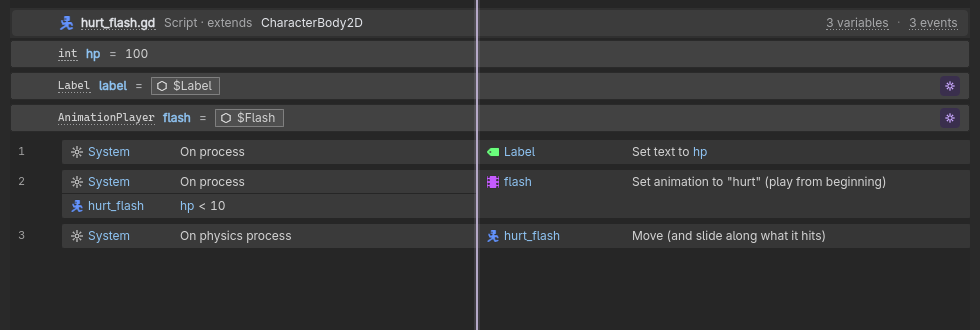 hurt_flash.gd Script · extends CharacterBody2D 3 variables · 3 events
int hp = 100
Label label = $Label
AnimationPlayer flash = $Flash
1 System On process Label Set text to hp
2 System On process flash Set animation to "hurt" (play from beginning)
hurt_flash hp < 10
3 System On physics process hurt_flash Move (and slide along what it hits)